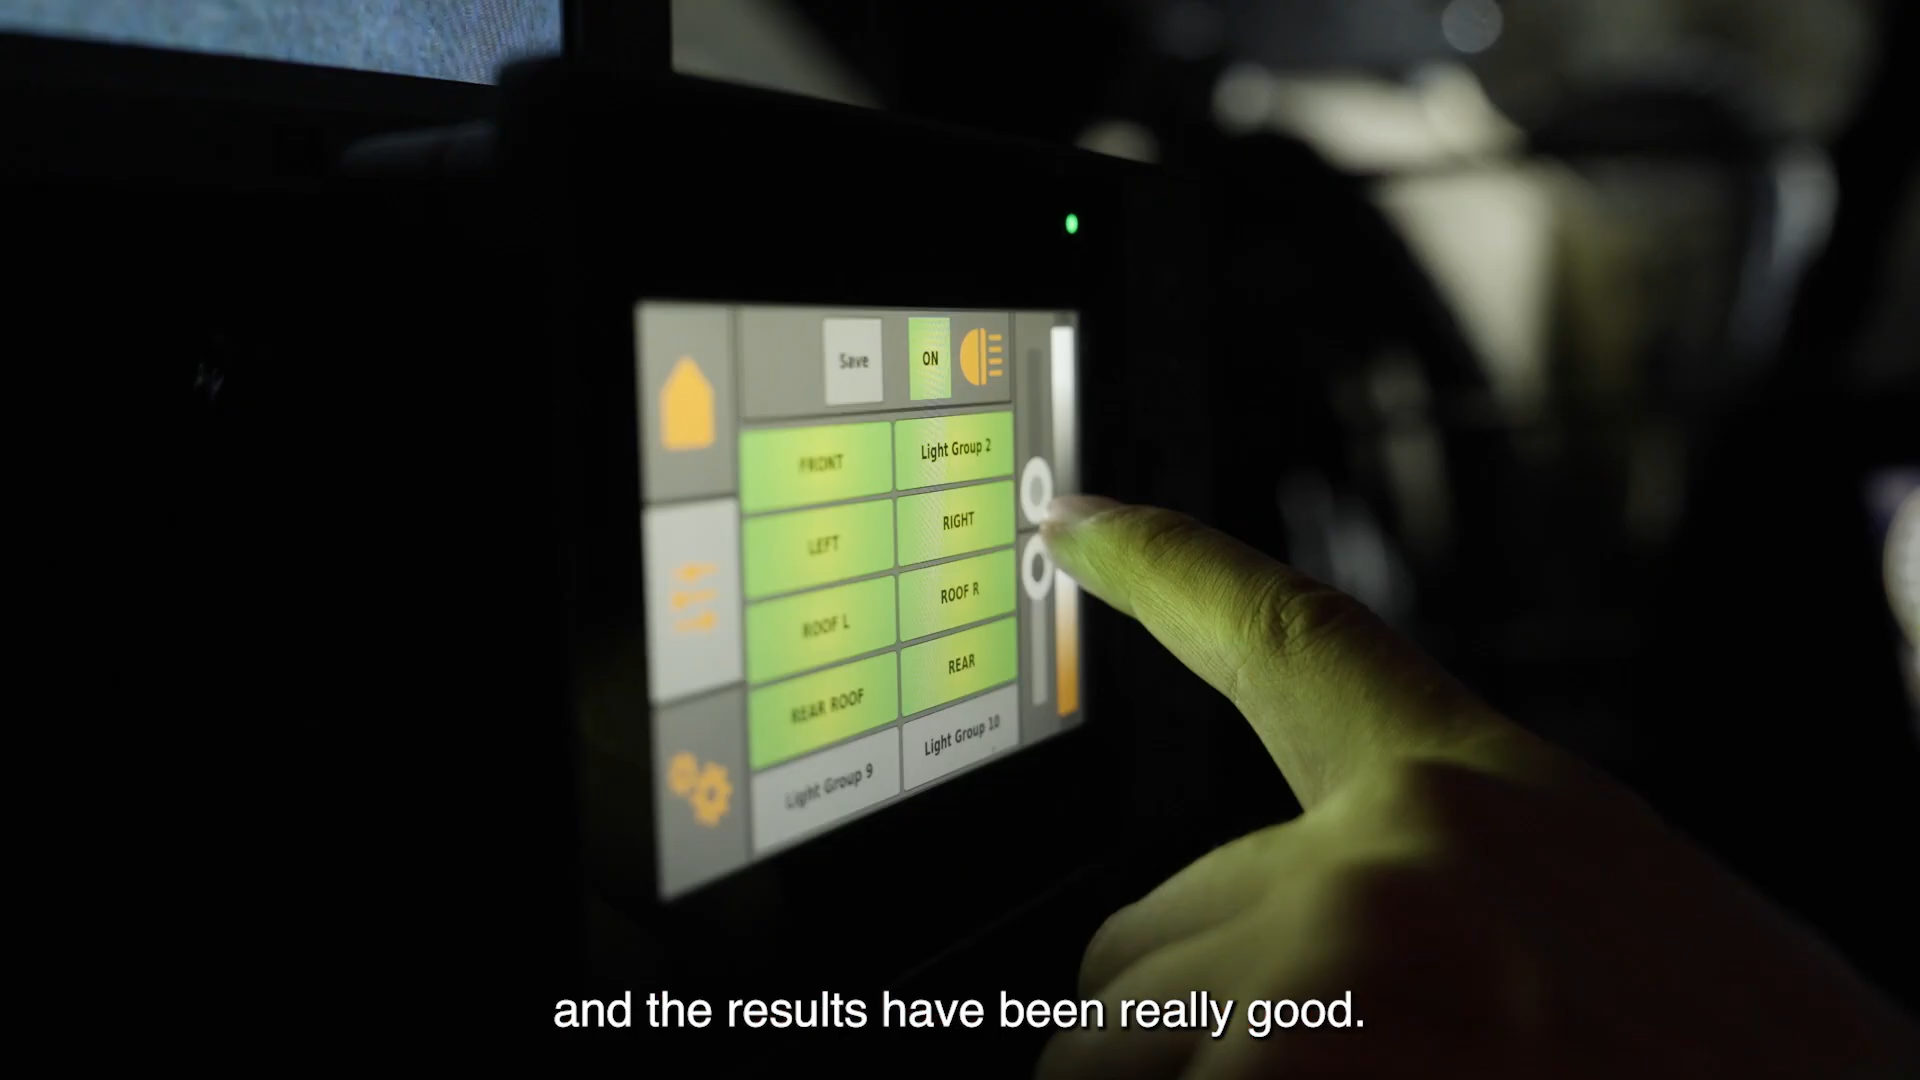 Save
ON
FRONT
Light Group 2
LEFT
RIGHT
ROOF L
ROOF R
REAR ROOF
REAR
Light Group 9
Light Group 10
and the results have been really good.